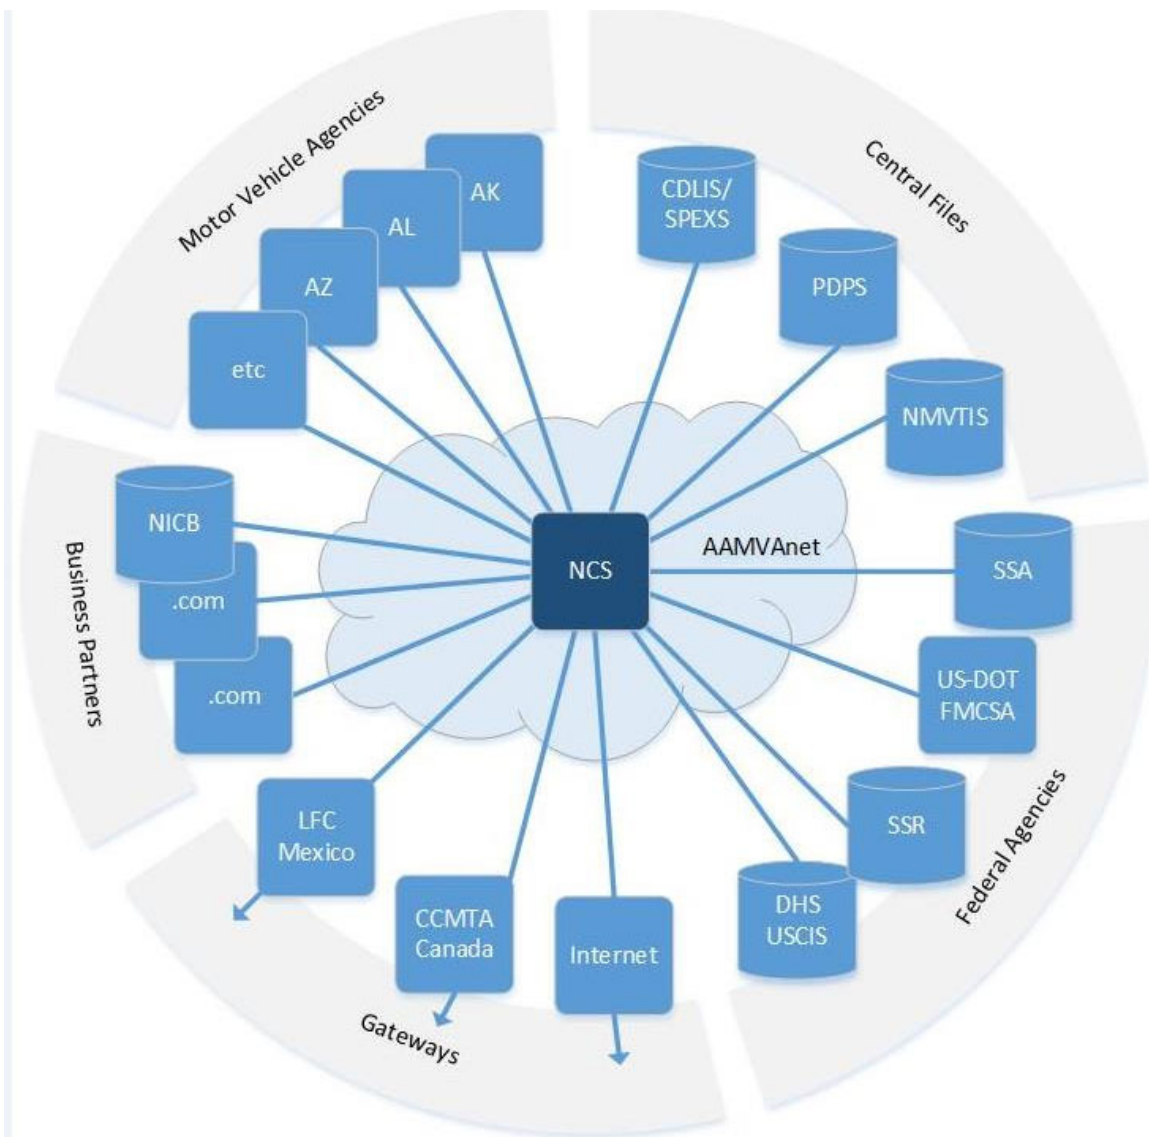 Motor Vehicle Agencies
AK
AL
AZ
etc
Central Files
CDLIS/
SPEXS
PDPS
NMVTIS
Business Partners
NICB
.com
.com
NCS
AAMVAnet
Federal Agencies
SSA
US-DOT
FMCSA
SSR
DHS
USCIS
Gateways
LFC
Mexico
CCMTA
Canada
Internet